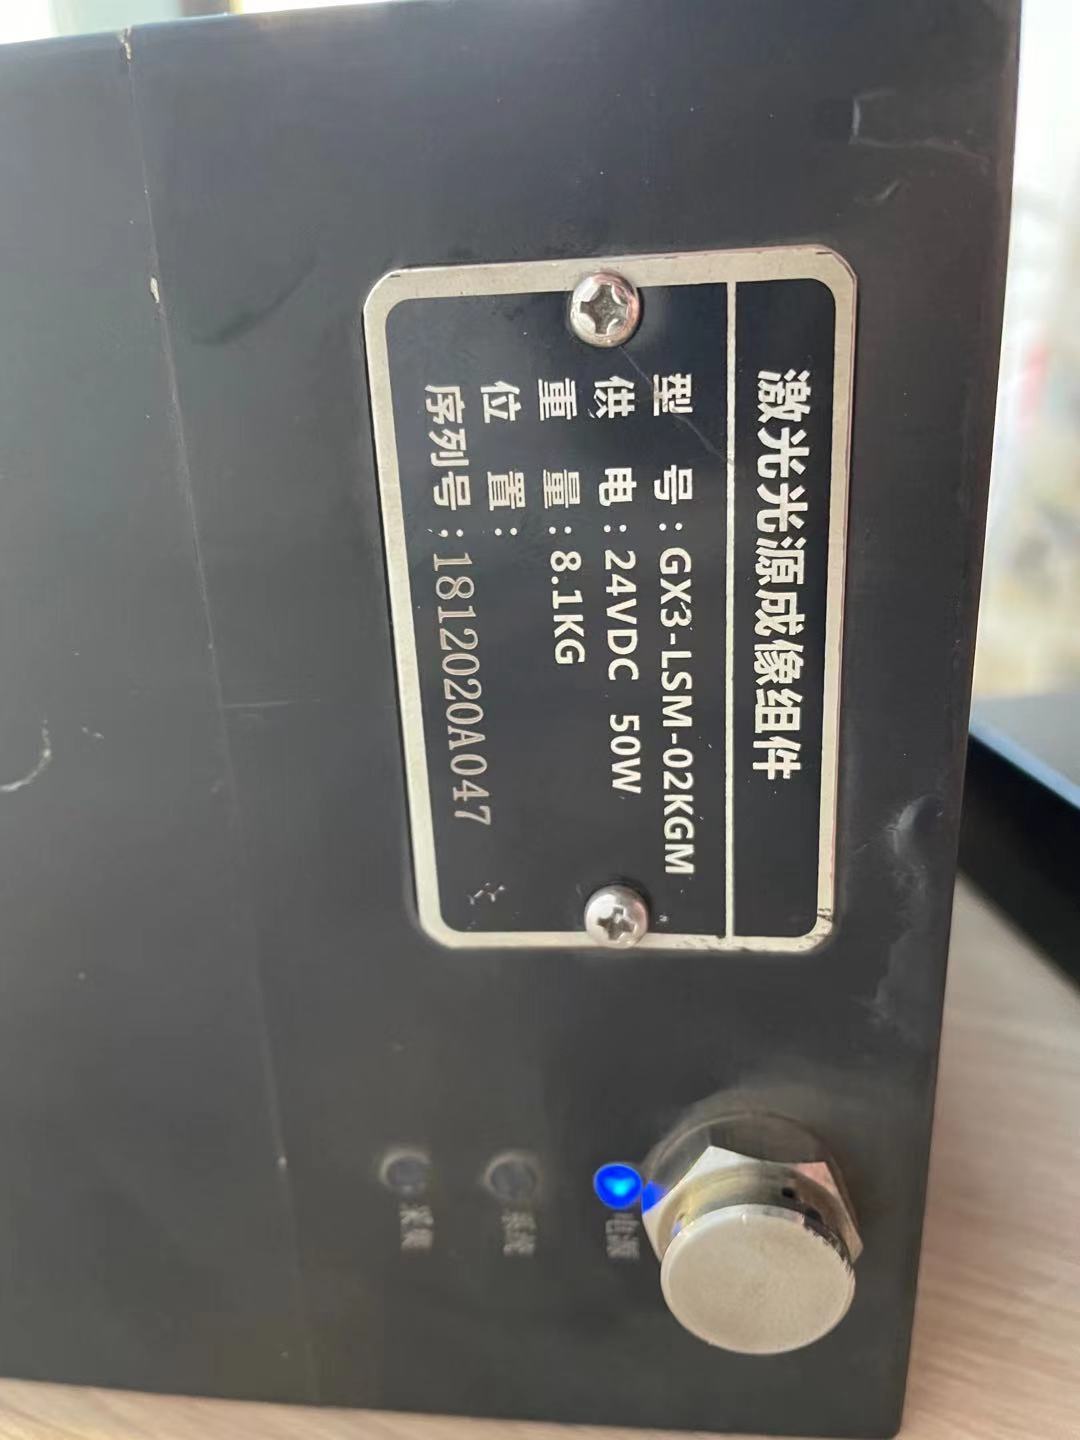 激光光源成像组件
型 号：GX3-LSM-02KGM
供 电：24VDC 50W
重 量：8.1KG
位 置：
序列号：1812020A047
电源
系统
采集